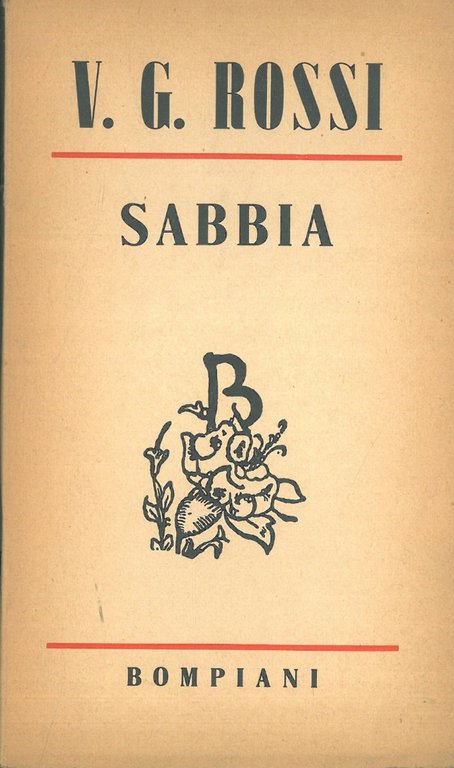 V. G. ROSSI
SABBIA
B
BOMPIANI